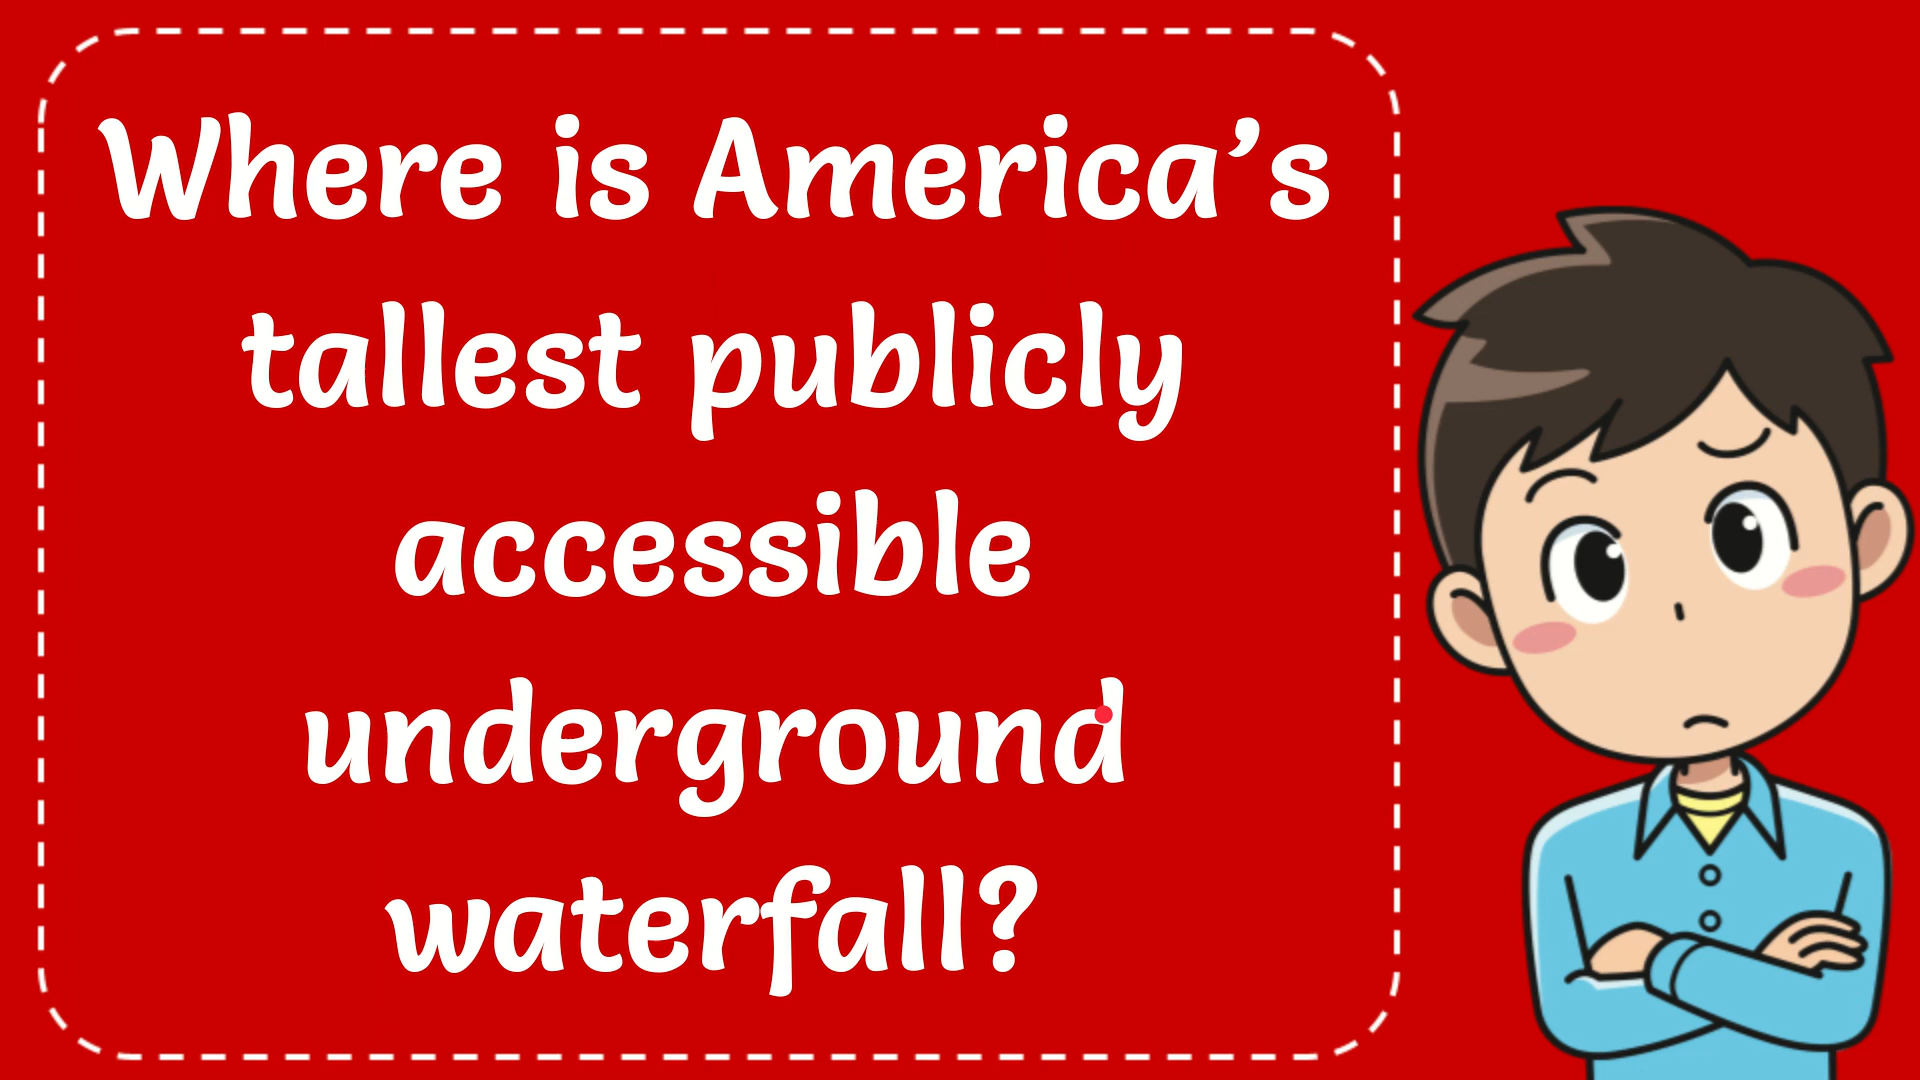 Where is America’s
tallest publicly
accessible
underground
waterfall?